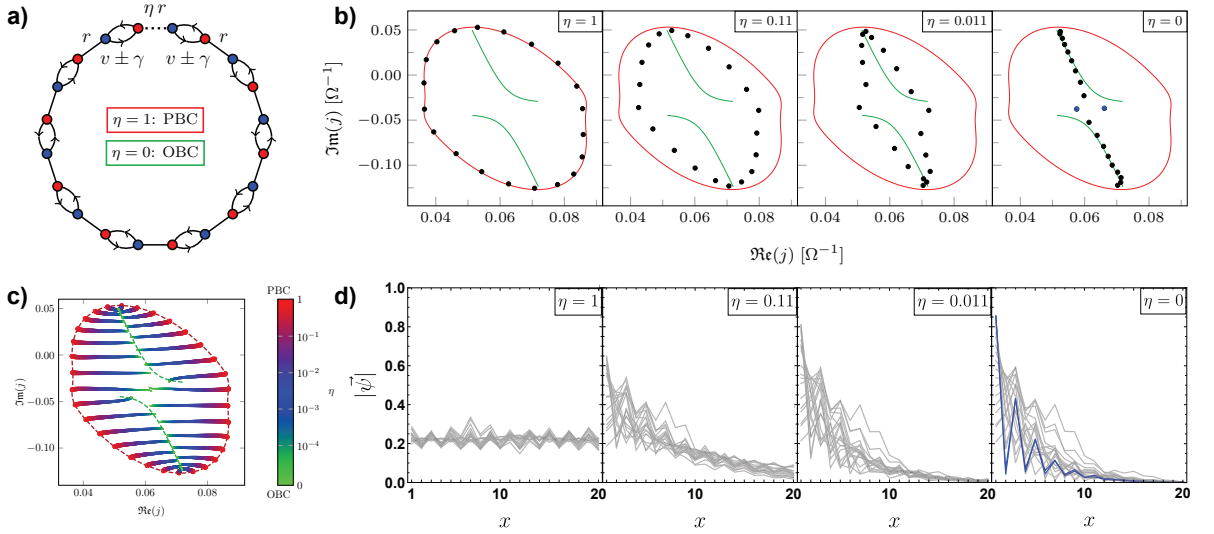 a)
η r
r
r
v ± γ
v ± γ
η = 1: PBC
η = 0: OBC
b)
η = 1
η = 0.11
η = 0.011
η = 0
0.00
−0.05
−0.10
ℑm(j) [Ω⁻¹]
0.04
0.06
0.08
0.04
0.06
0.08
0.04
0.06
0.08
0.04
0.06
0.08
ℜe(j) [Ω⁻¹]
c)
PBC
1
10⁻¹
10⁻²
10⁻³
10⁻⁴
0
OBC
η
0.05
0.00
−0.05
−0.10
ℑm(j)
0.04
0.06
0.08
ℜe(j)
d)
η = 1
η = 0.11
η = 0.011
η = 0
1.0
0.8
0.6
0.4
0.2
0.0
|ψ⃗|
1
10
20
10
20
10
20
10
20
x
x
x
x